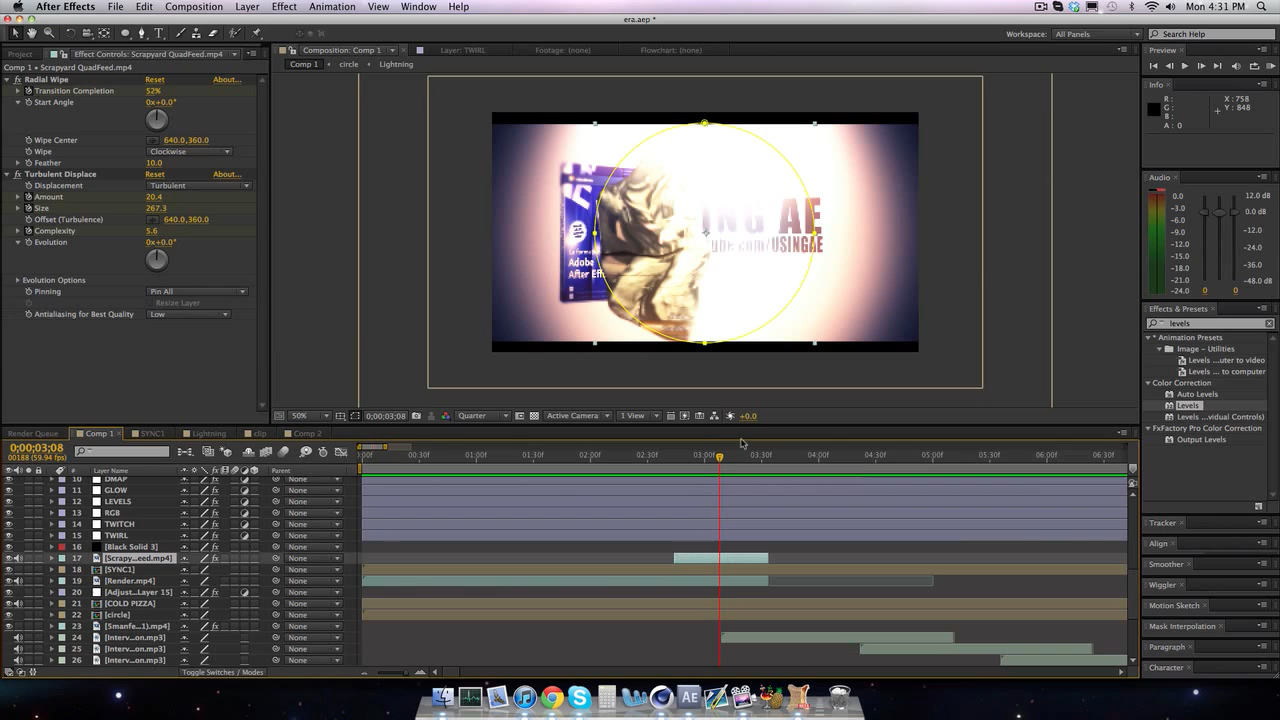 After Effects File Edit Composition Layer Effect Animation View Window Help
Mon 4:31 PM
era.aep *
Workspace: All Panels
Search Help
Project
Effect Controls: Scrapyard QuadFeed.mp4
Comp 1 • Scrapyard QuadFeed.mp4
fx Radial Wipe Reset About...
Transition Completion 52%
Start Angle 0x+0.0°
Wipe Center 640.0,360.0
Wipe Clockwise
Feather 10.0
fx Turbulent Displace Reset About...
Displacement Turbulent
Amount 20.4
Size 267.3
Offset (Turbulence) 640.0,360.0
Complexity 5.6
Evolution 0x+0.0°
Evolution Options
Pinning Pin All
Resize Layer
Antialiasing for Best Quality Low
Composition: Comp 1 Layer: TWIRL Footage: (none) Flowchart: (none)
Comp 1 circle Lightning
ING AE
ube.com/USINGAE
Adobe
After Eff
50% 0;00;03;08 Quarter Active Camera 1 View +0.0
Preview
Info
R:
G:
B:
A: 0
X: 758
Y: 848
Audio
0.0
-3.0
-6.0
-9.0
-12.0
-15.0
-18.0
-21.0
-24.0
12.0 dB
0.0 dB
-12.0
-24.0
-36.0
-48.0 dB
0 0
Effects & Presets
levels
* Animation Presets
Image – Utilities
Levels ...uter to video
Levels ... to computer
Color Correction
Auto Levels
Levels
Levels (...vidual Controls)
FxFactory Pro Color Correction
Output Levels
Tracker
Align
Smoother
Wiggler
Motion Sketch
Mask Interpolation
Paragraph
Character
Render Queue Comp 1 SYNC1 Lightning clip Comp 2
0;00;03;08
00188 (59.94 fps)
:00f 00:30f 01:00f 01:30f 02:00f 02:30f 03:00f 03:30f 04:00f 04:30f 05:00f 05:30f 06:00f 06:30f
# Layer Name Parent
10 DMAP None
11 GLOW None
12 LEVELS None
13 RGB None
14 TWITCH None
15 TWIRL None
16 [Black Solid 3] None
17 [Scrapy...eed.mp4] None
18 [SYNC1] None
19 [Render.mp4] None
20 [Adjust...Layer 15] None
21 [COLD PIZZA] None
22 [circle] None
23 [5manfe...1).mp4] None
24 [Interv...on.mp3] None
25 [Interv...on.mp3] None
26 [Interv...on.mp3] None
Toggle Switches / Modes